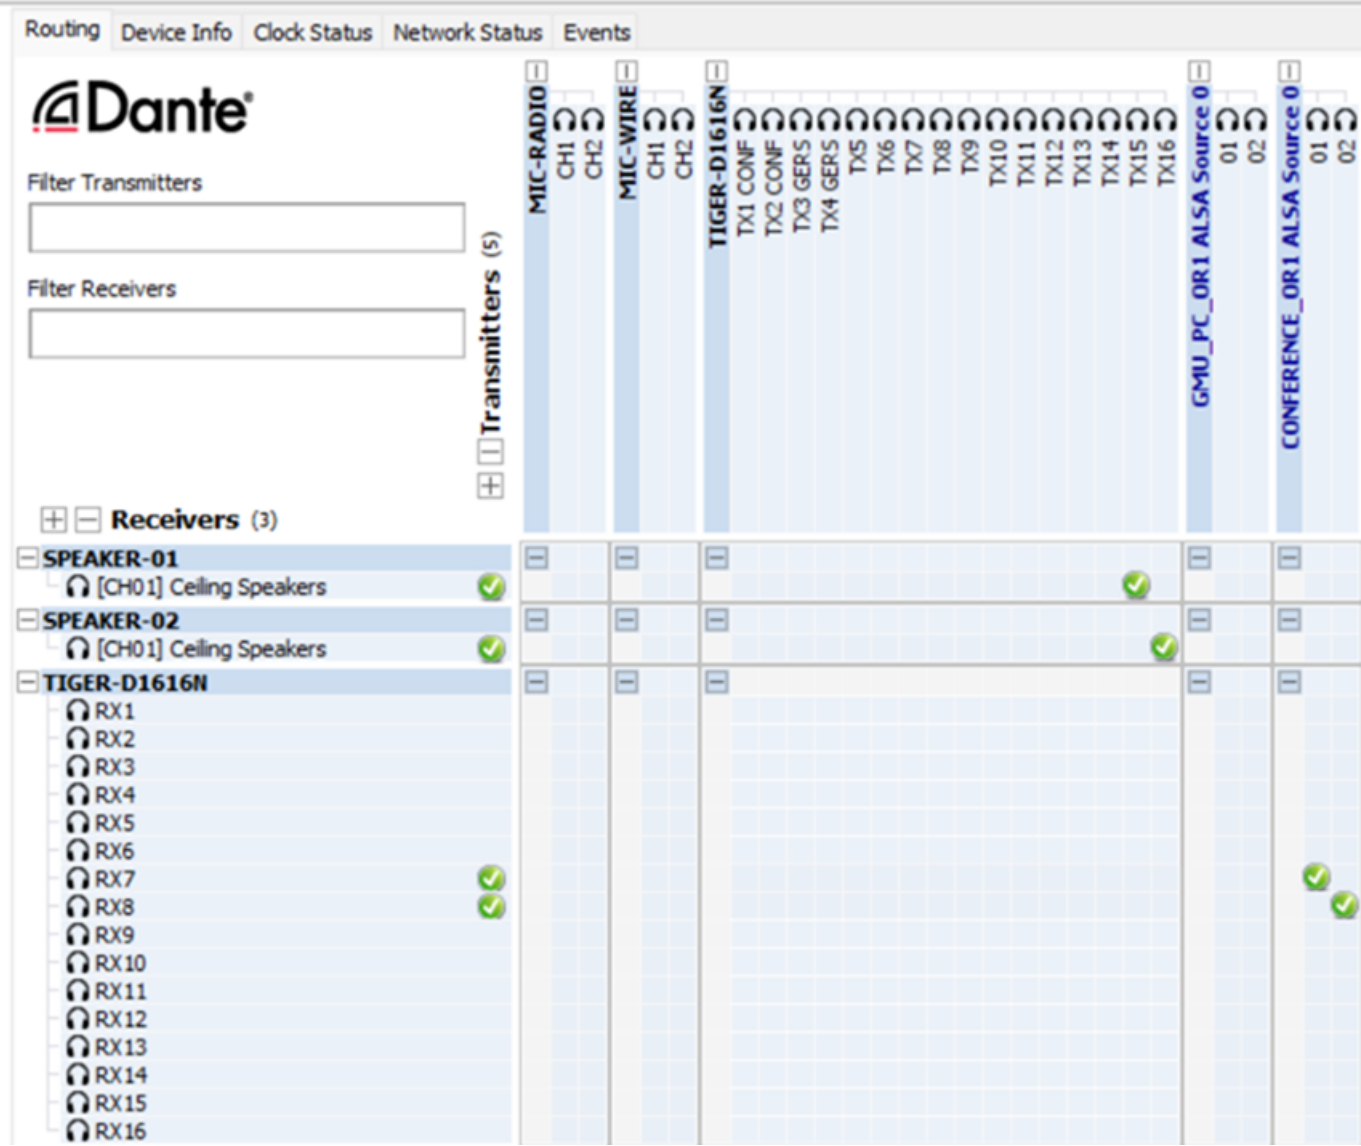 Routing Device Info Clock Status Network Status Events
Dante®
Filter Transmitters
Filter Receivers
Transmitters (5)
MIC-RADIO
CH1
CH2
MIC-WIRE
CH1
CH2
TIGER-D1616N
TX1 CONF
TX2 CONF
TX3 GERS
TX4 GERS
TX5
TX6
TX7
TX8
TX9
TX10
TX11
TX12
TX13
TX14
TX15
TX16
GMU_PC_OR1 ALSA Source 0
01
02
CONFERENCE_OR1 ALSA Source 0
01
02
Receivers (3)
SPEAKER-01
[CH01] Ceiling Speakers
SPEAKER-02
[CH01] Ceiling Speakers
TIGER-D1616N
RX1
RX2
RX3
RX4
RX5
RX6
RX7
RX8
RX9
RX10
RX11
RX12
RX13
RX14
RX15
RX16